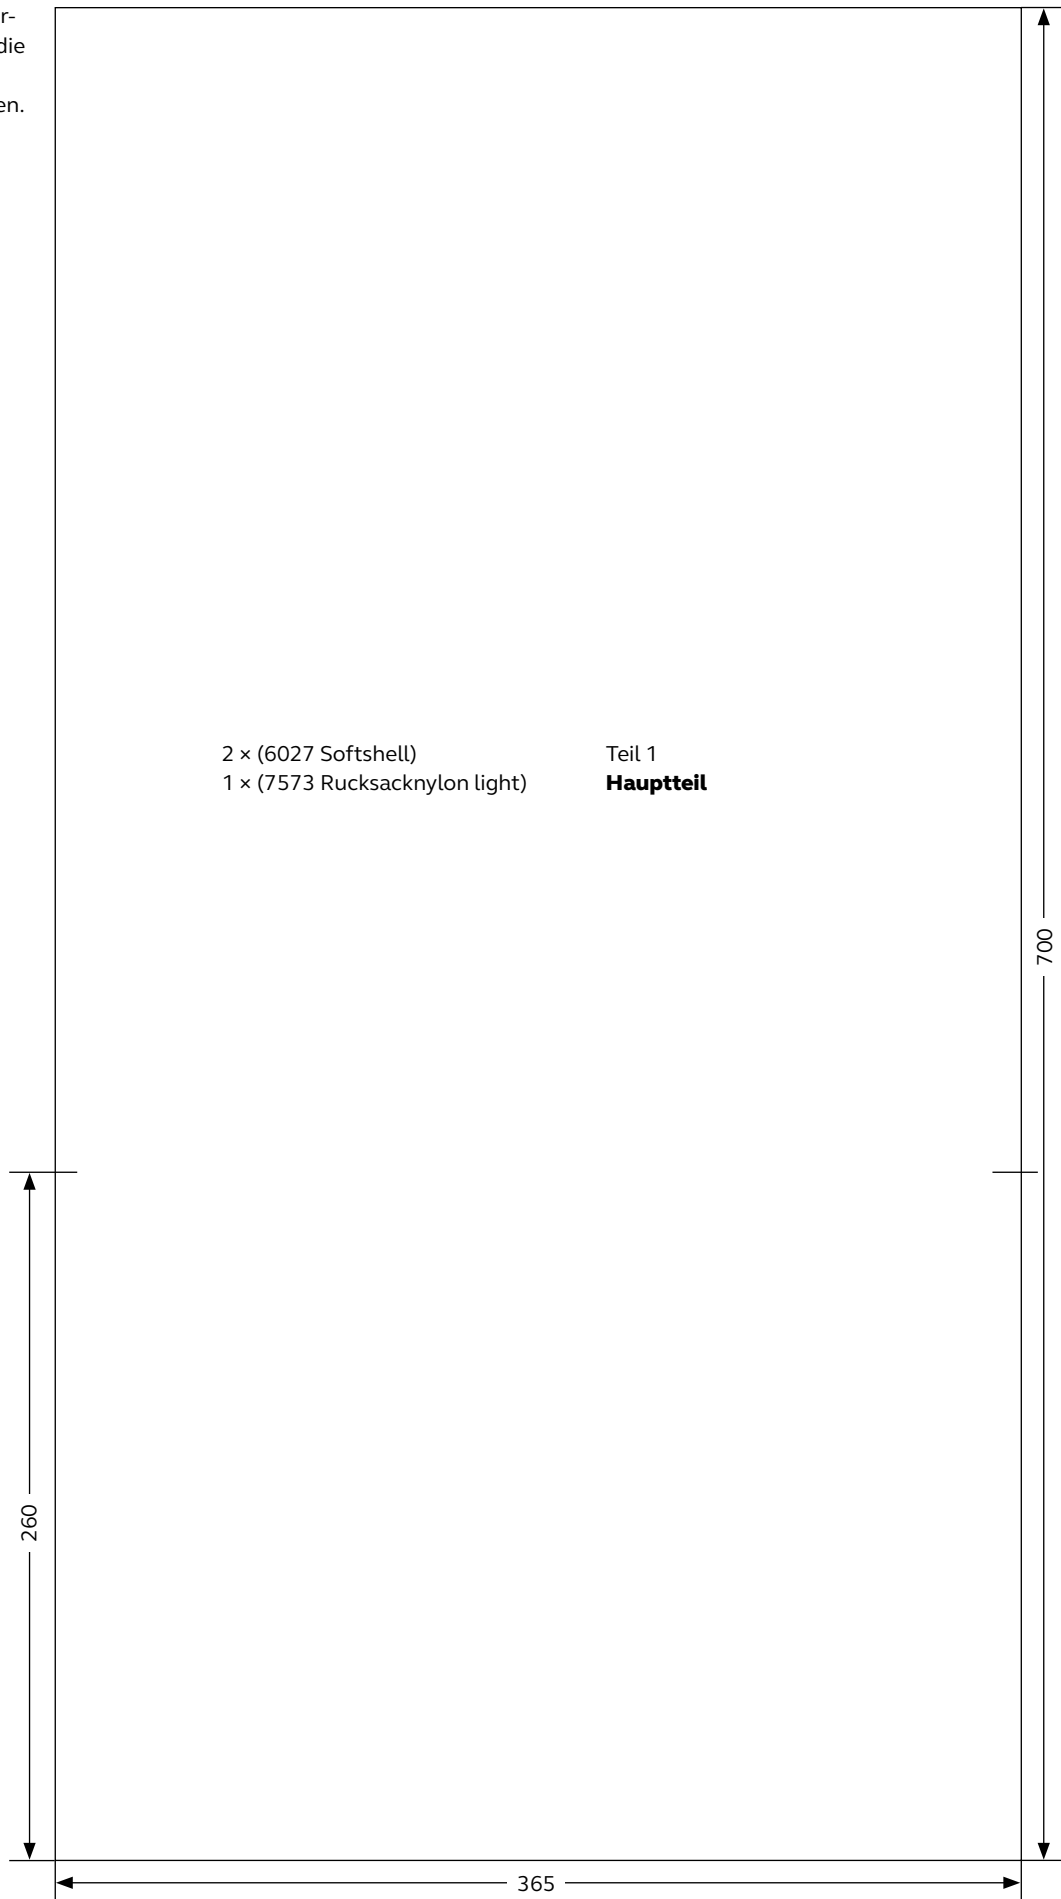 r-
die
en.
2 × (6027 Softshell)
1 × (7573 Rucksacknylon light)
Teil 1
Hauptteil
700
260
365